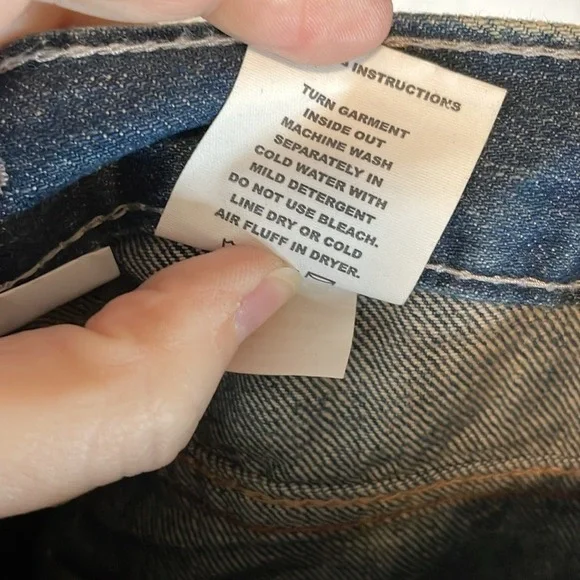 INSTRUCTIONS
TURN GARMENT
INSIDE OUT
MACHINE WASH
SEPARATELY IN
COLD WATER WITH
MILD DETERGENT
DO NOT USE BLEACH.
LINE DRY OR COLD
AIR FLUFF IN DRYER.